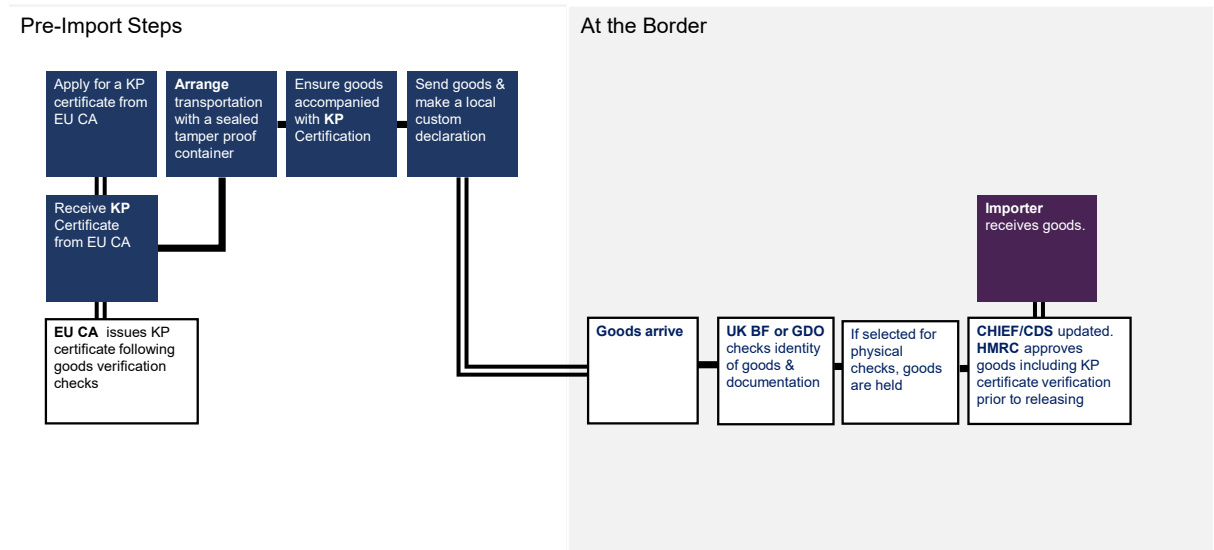 Pre-Import Steps
Apply for a KP
certificate from
EU CA
Arrange
transportation
with a sealed
tamper proof
container
Ensure goods
accompanied
with KP
Certification
Send goods &
make a local
custom
declaration
Receive KP
Certificate
from EU CA
EU CA issues KP
certificate following
goods verification
checks
At the Border
Goods arrive
UK BF or GDO
checks identity
of goods &
documentation
If selected for
physical
checks, goods
are held
CHIEF/CDS updated.
HMRC approves
goods including KP
certificate verification
prior to releasing
Importer
receives goods.